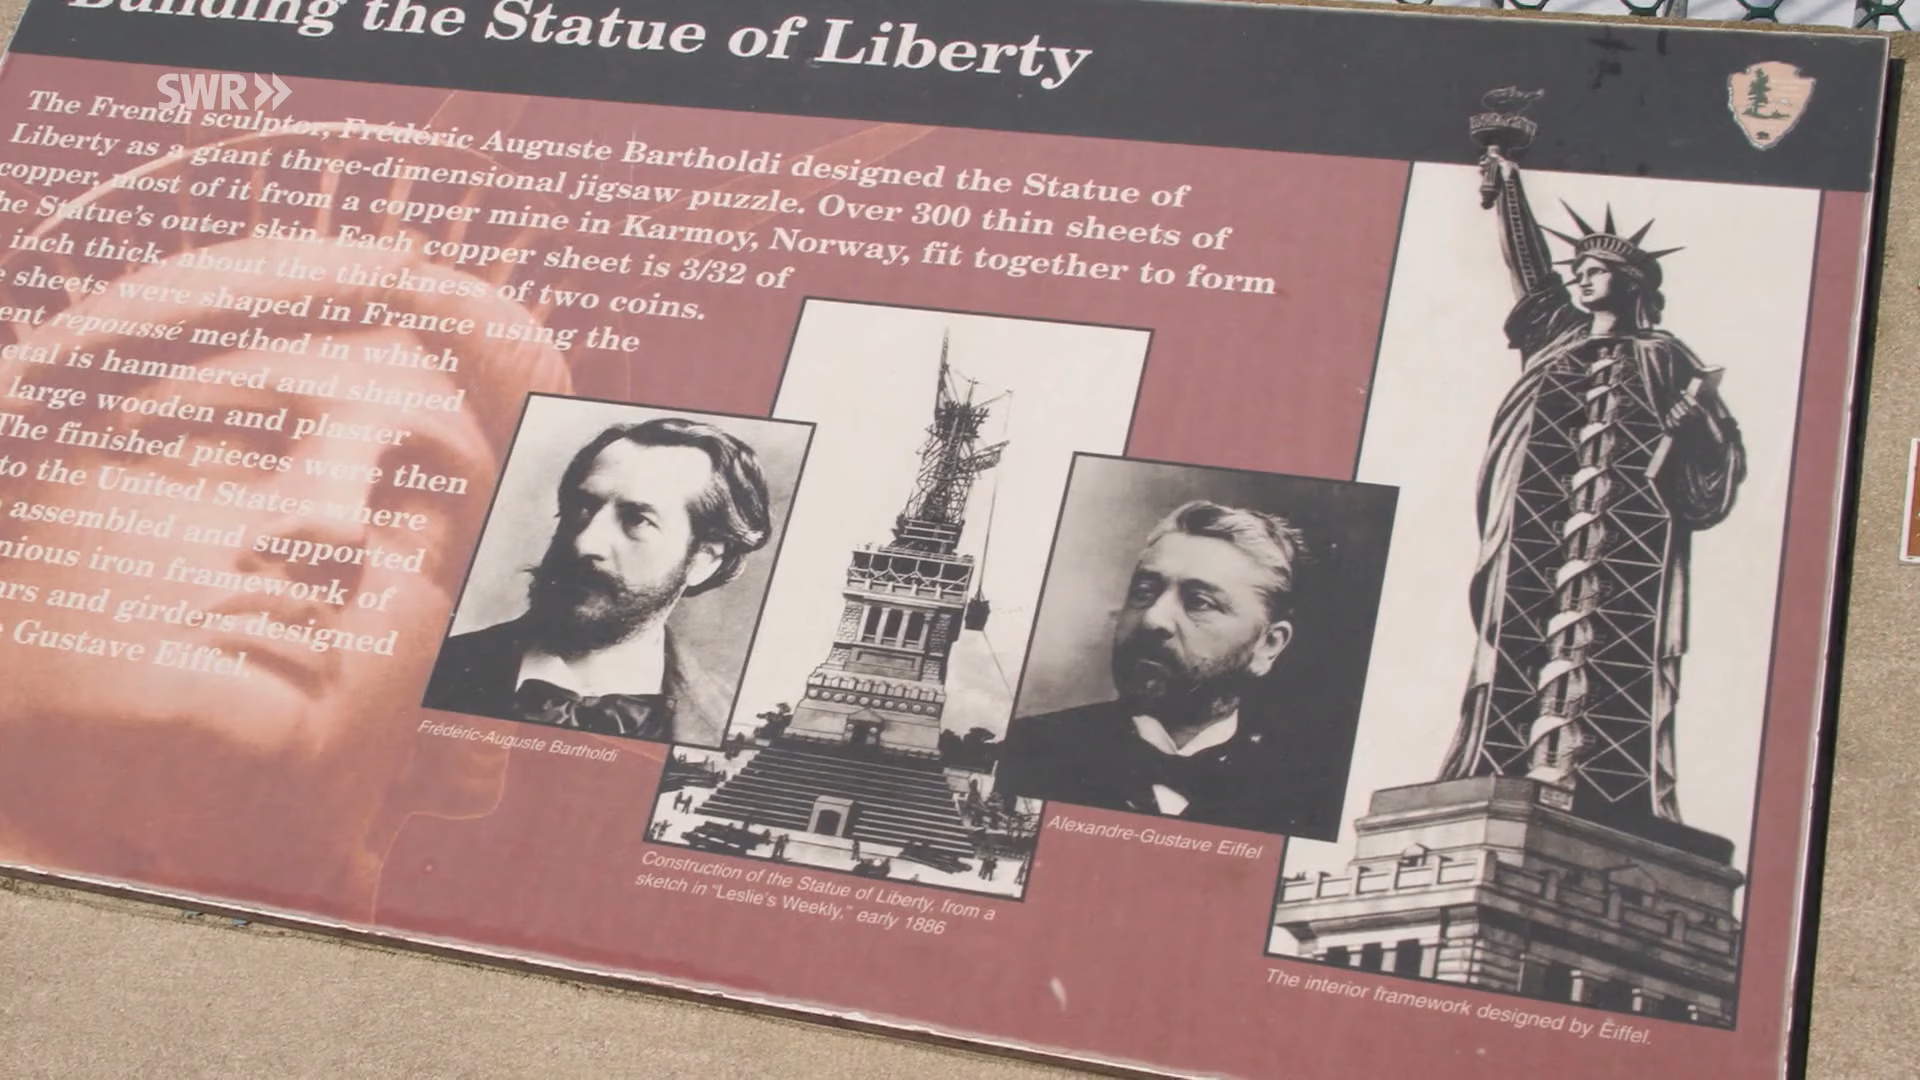 Building the Statue of Liberty
SWR
The French sculptor, Frédéric Auguste Bartholdi designed the Statue of
Liberty as a giant three-dimensional jigsaw puzzle. Over 300 thin sheets of
copper, most of it from a copper mine in Karmoy, Norway, fit together to form
he Statue's outer skin. Each copper sheet is 3/32 of
inch thick, about the thickness of two coins.
sheets were shaped in France using the
ent repoussé method in which
etal is hammered and shaped
large wooden and plaster
The finished pieces were then
to the United States where
assembled and supported
nious iron framework of
ars and girders designed
Gustave Eiffel.
Frédéric-Auguste Bartholdi
Construction of the Statue of Liberty, from a
sketch in "Leslie's Weekly," early 1886
Alexandre-Gustave Eiffel
The interior framework designed by Eiffel.